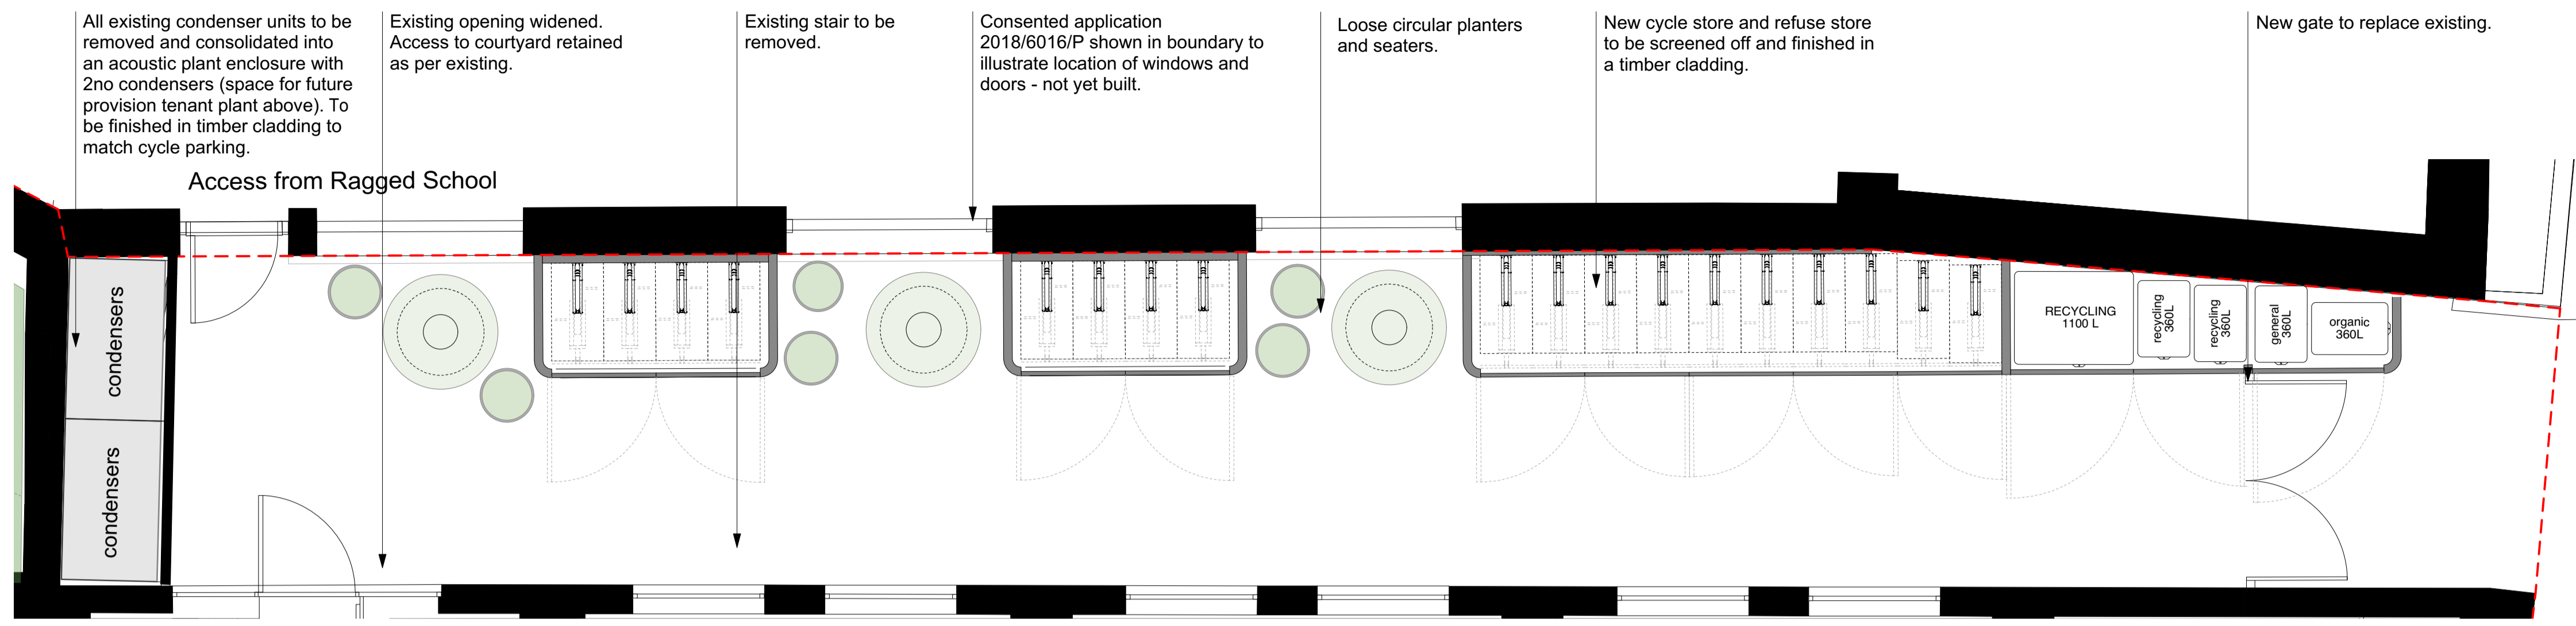 All existing condenser units to be
removed and consolidated into
an acoustic plant enclosure with
2no condensers (space for future
provision tenant plant above). To
be finished in timber cladding to
match cycle parking.
Existing opening widened.
Access to courtyard retained
as per existing.
Existing stair to be
removed.
Consented application
2018/6016/P shown in boundary to
illustrate location of windows and
doors - not yet built.
Loose circular planters
and seaters.
New cycle store and refuse store
to be screened off and finished in
a timber cladding.
New gate to replace existing.
Access from Ragged School
condensers
condensers
RECYCLING
1100 L
recycling
360L
recycling
360L
general
360L
organic
360L